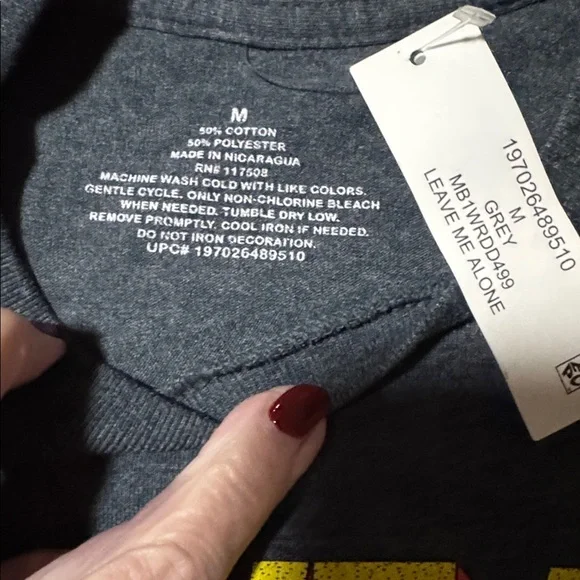 M
50% COTTON
50% POLYESTER
MADE IN NICARAGUA
RN# 117508
MACHINE WASH COLD WITH LIKE COLORS.
GENTLE CYCLE. ONLY NON-CHLORINE BLEACH
WHEN NEEDED. TUMBLE DRY LOW.
REMOVE PROMPTLY. COOL IRON IF NEEDED.
DO NOT IRON DECORATION.
UPC# 197026489510
197026489510
M
GREY
MB1WRDD499
LEAVE ME ALONE